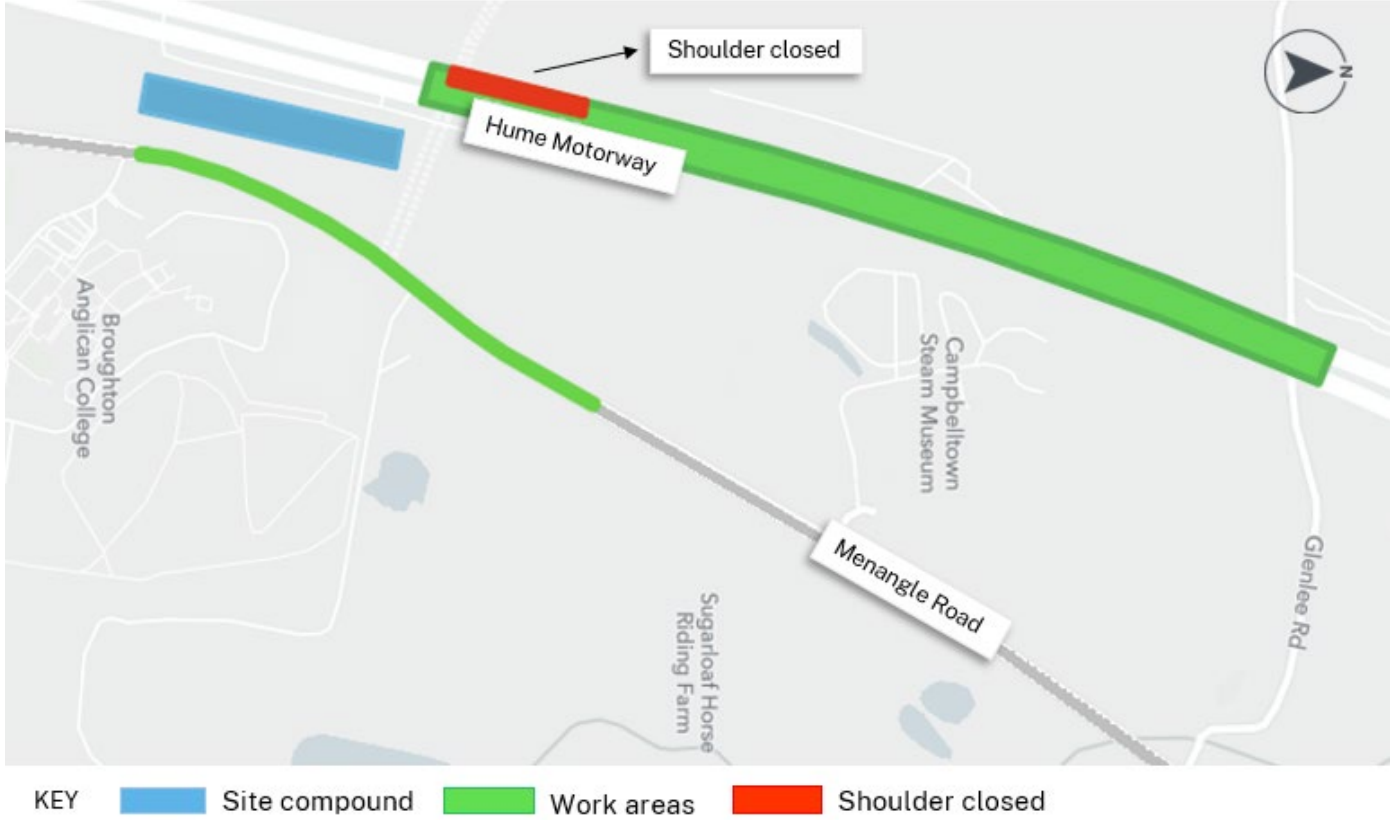 Shoulder closed
N
Hume Motorway
Broughton
Anglican College
Campbelltown
Steam Museum
Menangle Road
Glenlee Rd
Sugarloaf Horse
Riding Farm
KEY
Site compound
Work areas
Shoulder closed